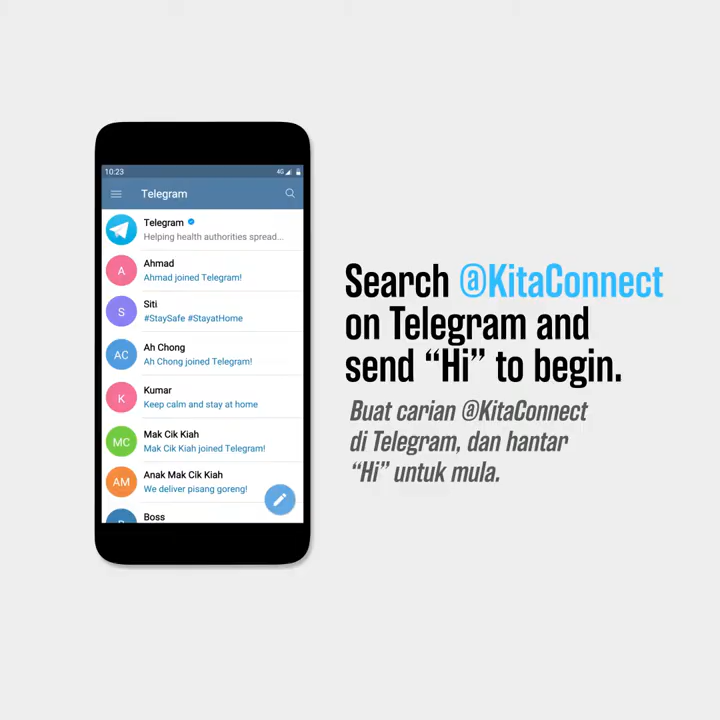 10:23
4G
Telegram
Telegram
Helping health authorities spread...
A
Ahmad
Ahmad joined Telegram!
S
Siti
#StaySafe #StayatHome
AC
Ah Chong
Ah Chong joined Telegram!
K
Kumar
Keep calm and stay at home
MC
Mak Cik Kiah
Mak Cik Kiah joined Telegram!
AM
Anak Mak Cik Kiah
We deliver pisang goreng!
Boss
Search @KitaConnect
on Telegram and
send “Hi” to begin.
Buat carian @KitaConnect
di Telegram, dan hantar
“Hi” untuk mula.